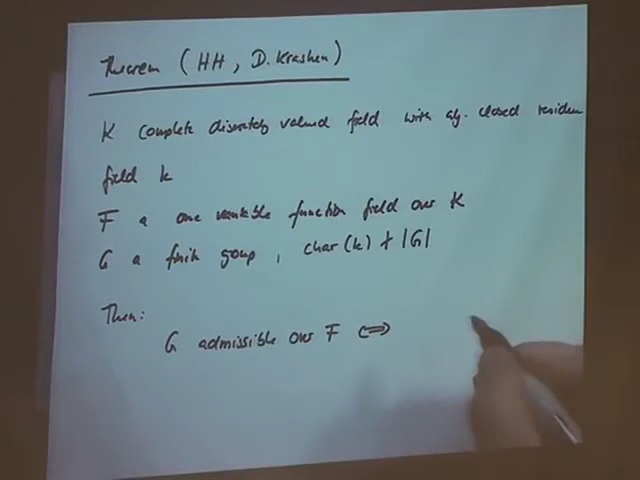 Theorem (HH, D. Krashen)
K complete discretely valued field with alg. closed residue
field k
F a one variable function field over K
G a finite group, char(k) ∤ |G|
Then:
G admissible over F ⟺